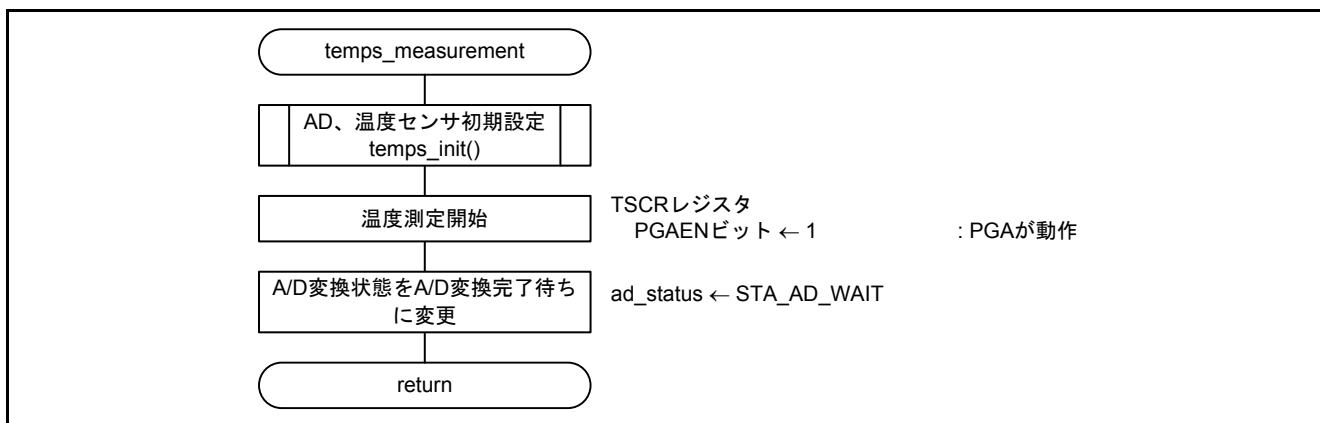 temps_measurement
AD、温度センサ初期設定
temps_init()
温度測定開始
TSCRレジスタ
PGAENビット ← 1 : PGAが動作
A/D変換状態をA/D変換完了待ち
に変更
ad_status ← STA_AD_WAIT
return